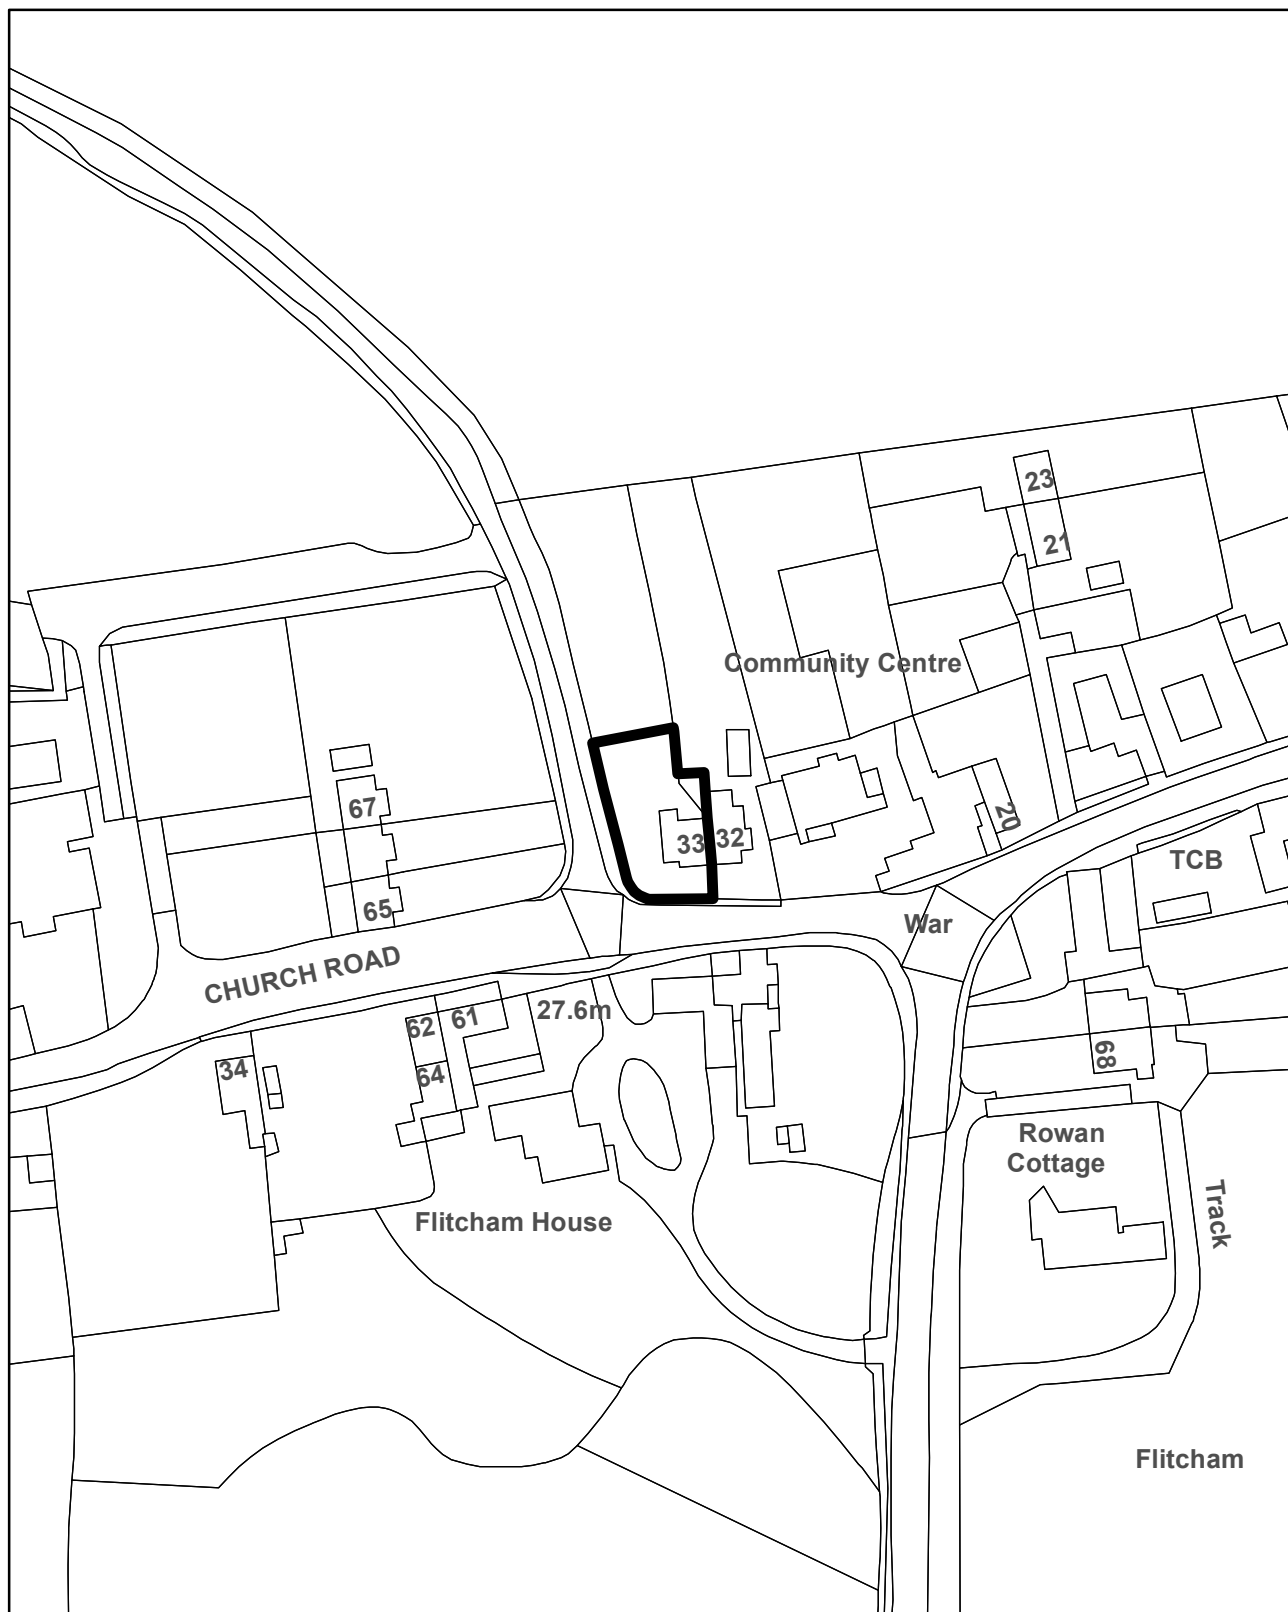 23
21
Community Centre
67
20
33
32
TCB
65
War
CHURCH ROAD
27.6m
62
61
34
64
68
Rowan
Cottage
Track
Flitcham House
Flitcham